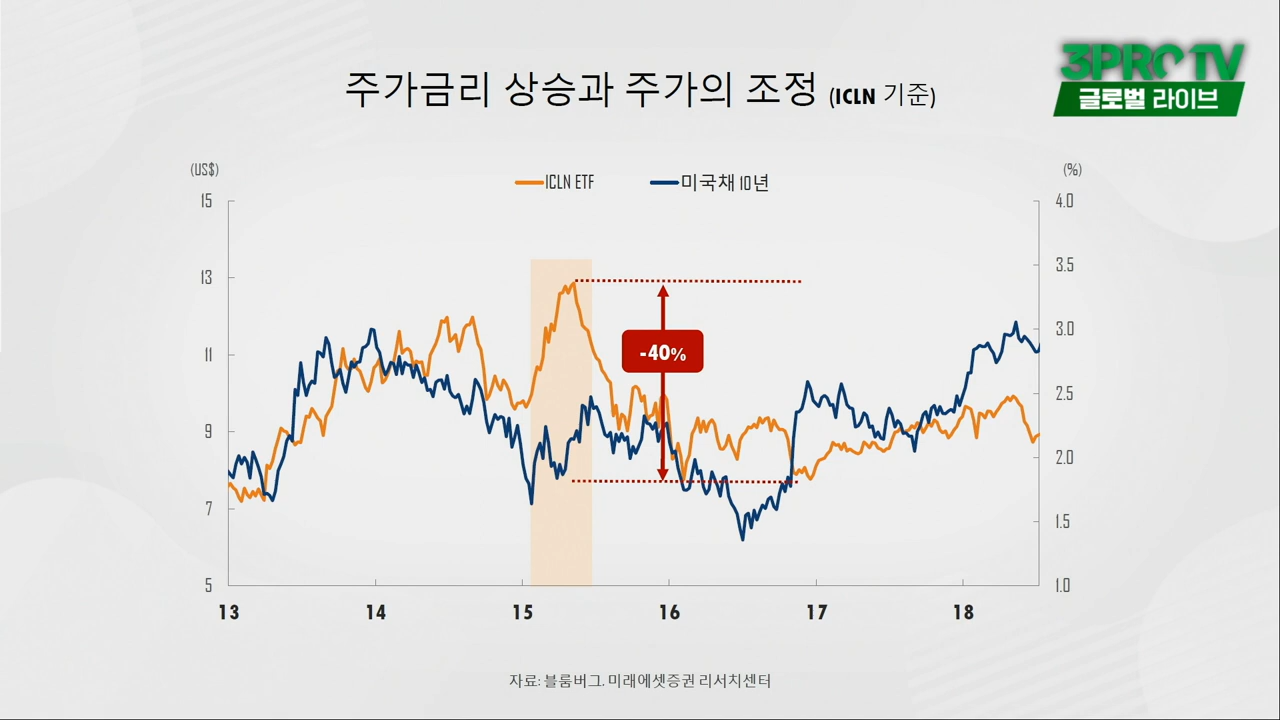 3PRO TV
글로벌 라이브
주가금리 상승과 주가의 조정 (ICLN 기준)
(US$)
(%)
ICLN ETF
미국채 10년
15
13
11
9
7
5
4.0
3.5
3.0
2.5
2.0
1.5
1.0
-40%
13 14 15 16 17 18
자료: 블룸버그, 미래에셋증권 리서치센터